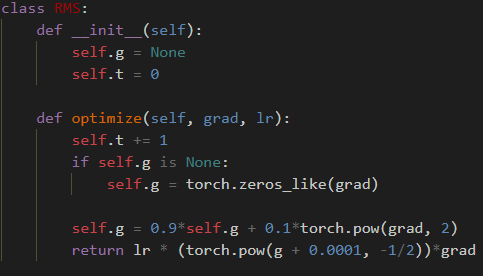 class RMS:
    def __init__(self):
        self.g = None
        self.t = 0

    def optimize(self, grad, lr):
        self.t += 1
        if self.g is None:
            self.g = torch.zeros_like(grad)

        self.g = 0.9*self.g + 0.1*torch.pow(grad, 2)
        return lr * (torch.pow(g + 0.0001, -1/2))*grad